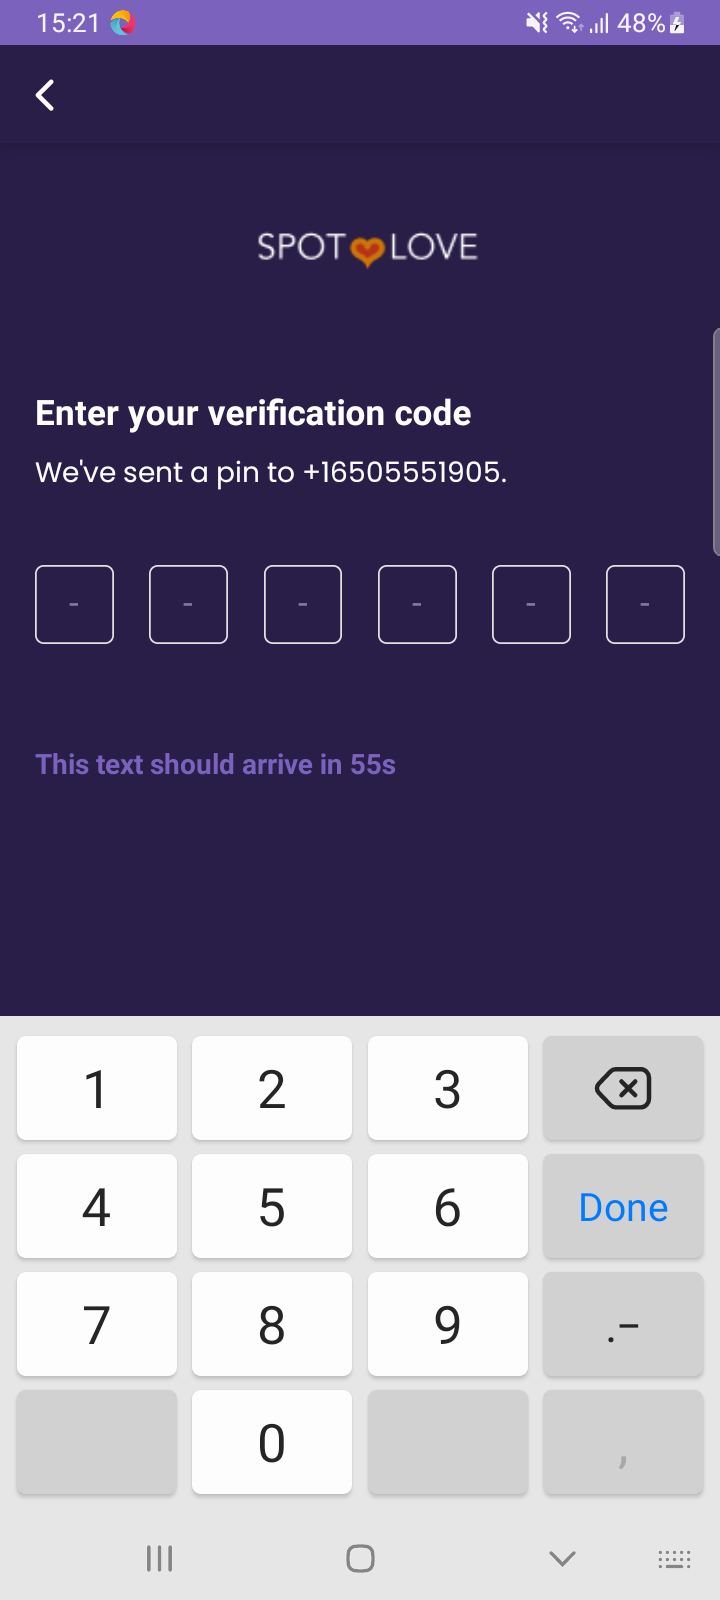 15:21 48%
SPOT LOVE
Enter your verification code
We've sent a pin to +16505551905.
- - - - - -
This text should arrive in 55s
1 2 3
4 5 6 Done
7 8 9 .-
0 ,